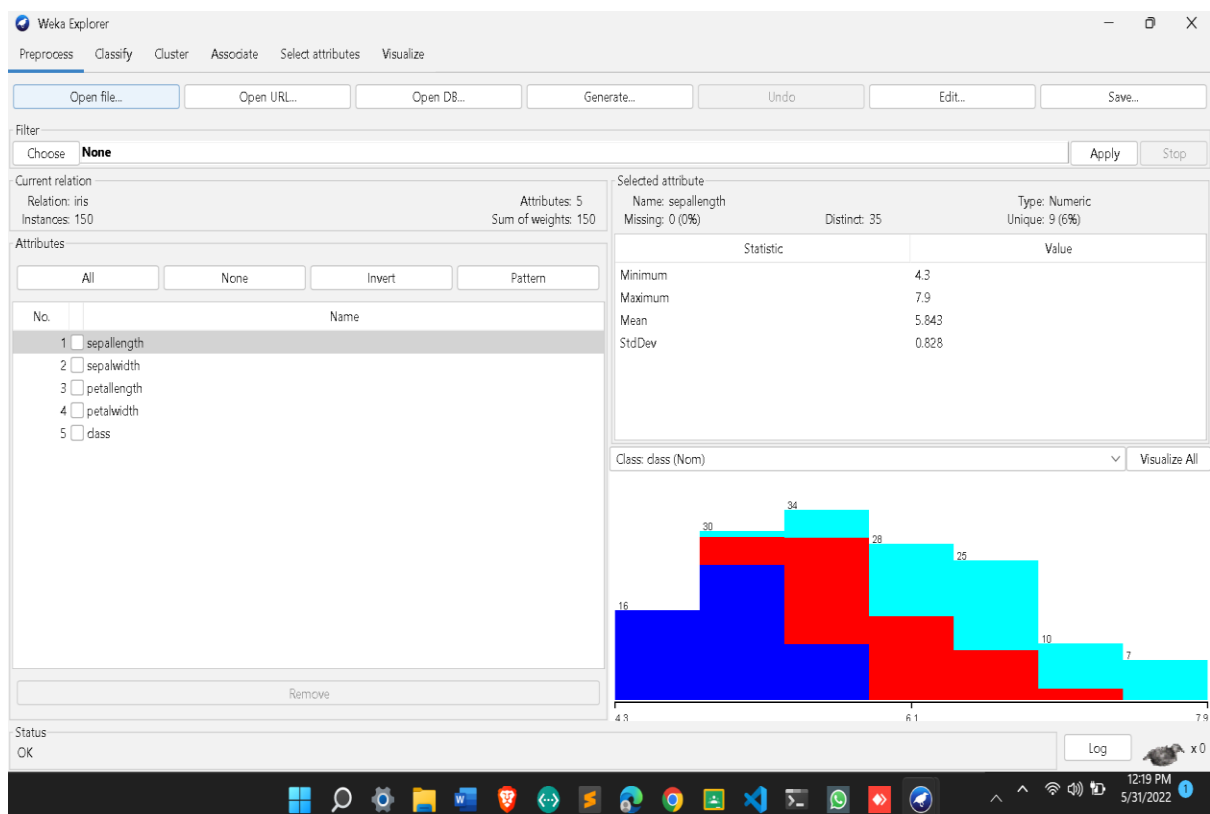 Weka Explorer
Preprocess Classify Cluster Associate Select attributes Visualize
Open file... Open URL... Open DB... Generate... Undo Edit... Save...
Filter
Choose None Apply Stop
Current relation
Relation: iris Attributes: 5
Instances: 150 Sum of weights: 150
Attributes
All None Invert Pattern
No. Name
1 sepallength
2 sepalwidth
3 petallength
4 petalwidth
5 class
Remove
Selected attribute
Name: sepallength Type: Numeric
Missing: 0 (0%) Distinct: 35 Unique: 9 (6%)
Statistic Value
Minimum 4.3
Maximum 7.9
Mean 5.843
StdDev 0.828
Class: class (Nom) Visualize All
16 30 34 28 25 10 7
4.3 6.1 7.9
Status
OK Log x 0
12:19 PM
5/31/2022 1